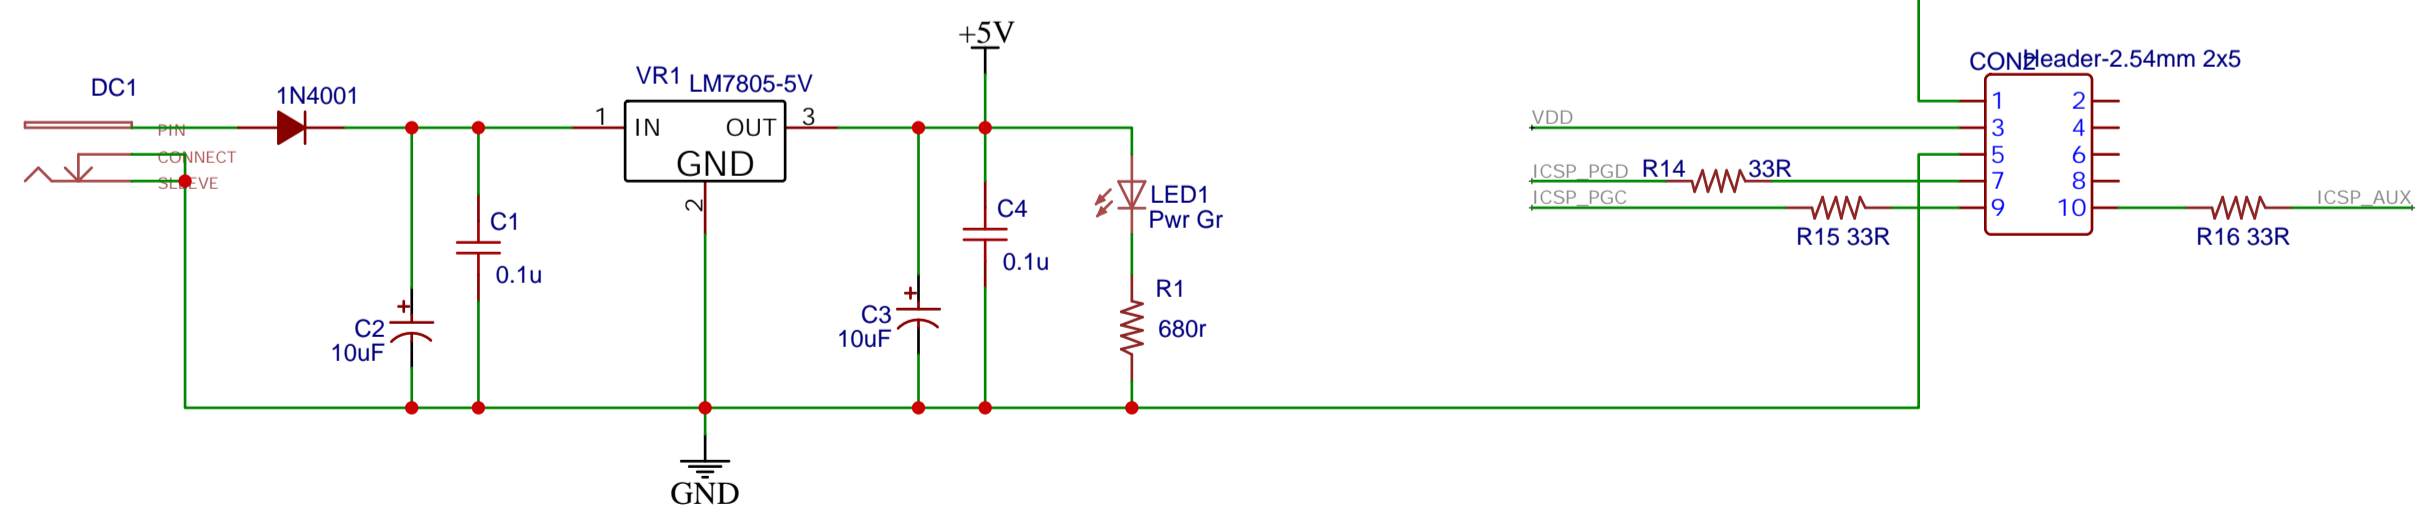 +5V
DC1
1N4001
VR1 LM7805-5V
CON2 Header-2.54mm 2x5
PIN
CONNECT
SLEEVE
1 IN OUT 3
GND
2
C1
0.1u
+
C2
10uF
+
C3
10uF
C4
0.1u
LED1
Pwr Gr
R1
680r
GND
VDD
ICSP_PGD R14 33R
ICSP_PGC
R15 33R
1 2
3 4
5 6
7 8
9 10
ICSP_AUX
R16 33R